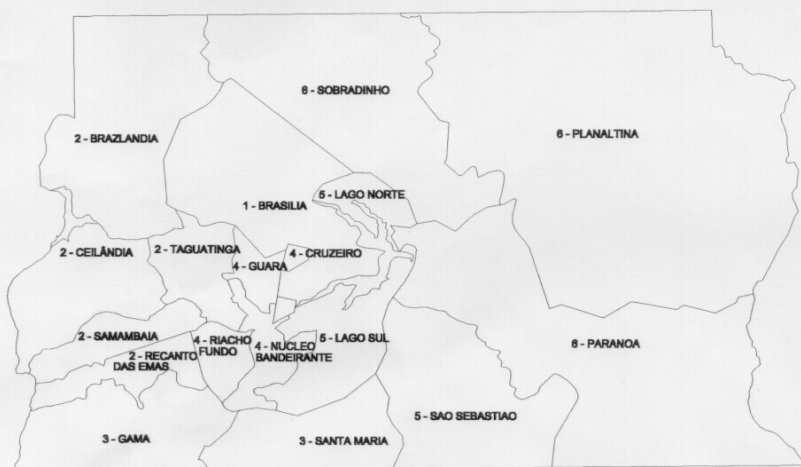 6 - SOBRADINHO
2 - BRAZLANDIA
6 - PLANALTINA
5 - LAGO NORTE
1 - BRASILIA
2 - CEILÂNDIA
2 - TAGUATINGA
4 - CRUZEIRO
4 - GUARA
2 - SAMAMBAIA
4 - RIACHO
FUNDO
4 - NUCLEO
BANDEIRANTE
5 - LAGO SUL
6 - PARANOA
2 - RECANTO
DAS EMAS
5 - SAO SEBASTIAO
3 - GAMA
3 - SANTA MARIA